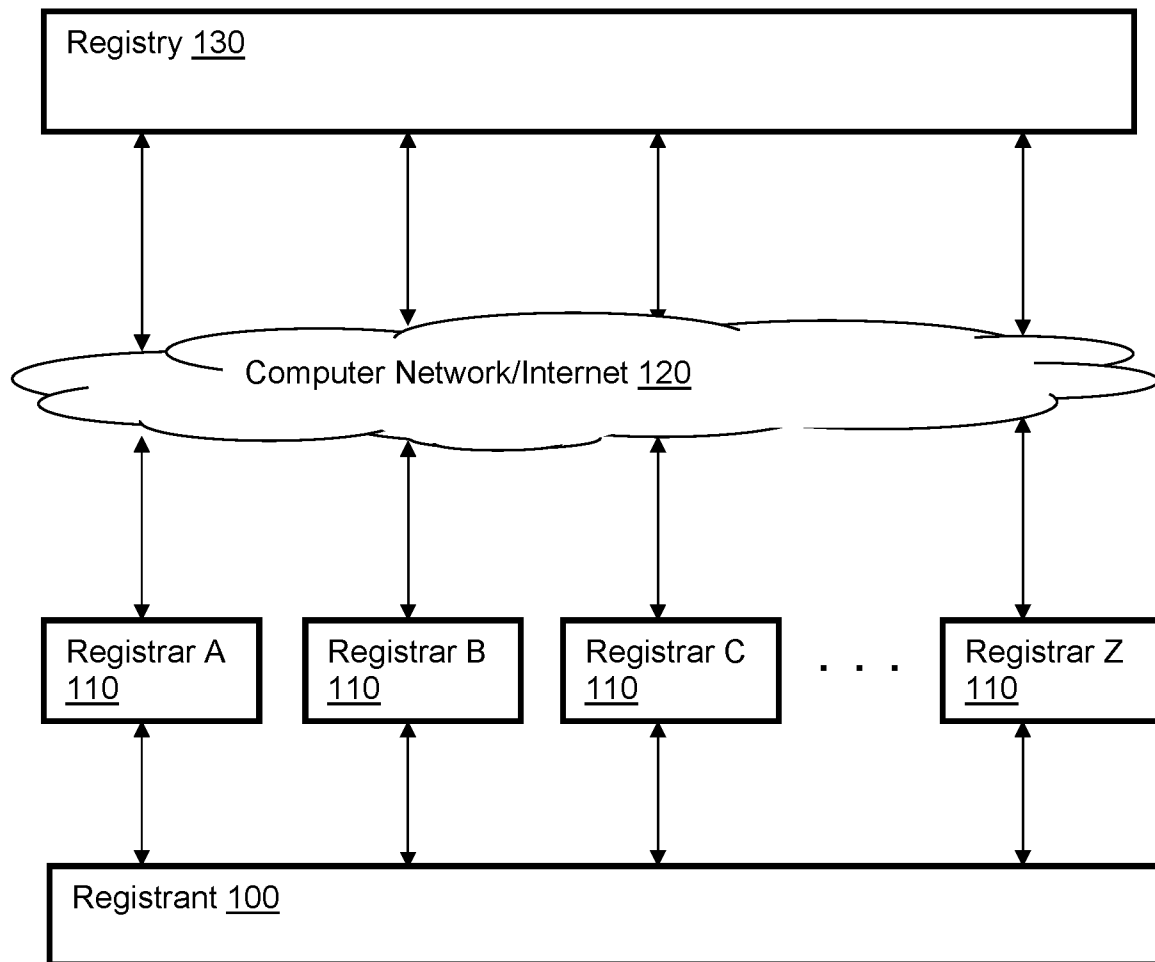 Registry 130
Computer Network/Internet 120
Registrar A
110
Registrar B
110
Registrar C
110
. . .
Registrar Z
110
Registrant 100